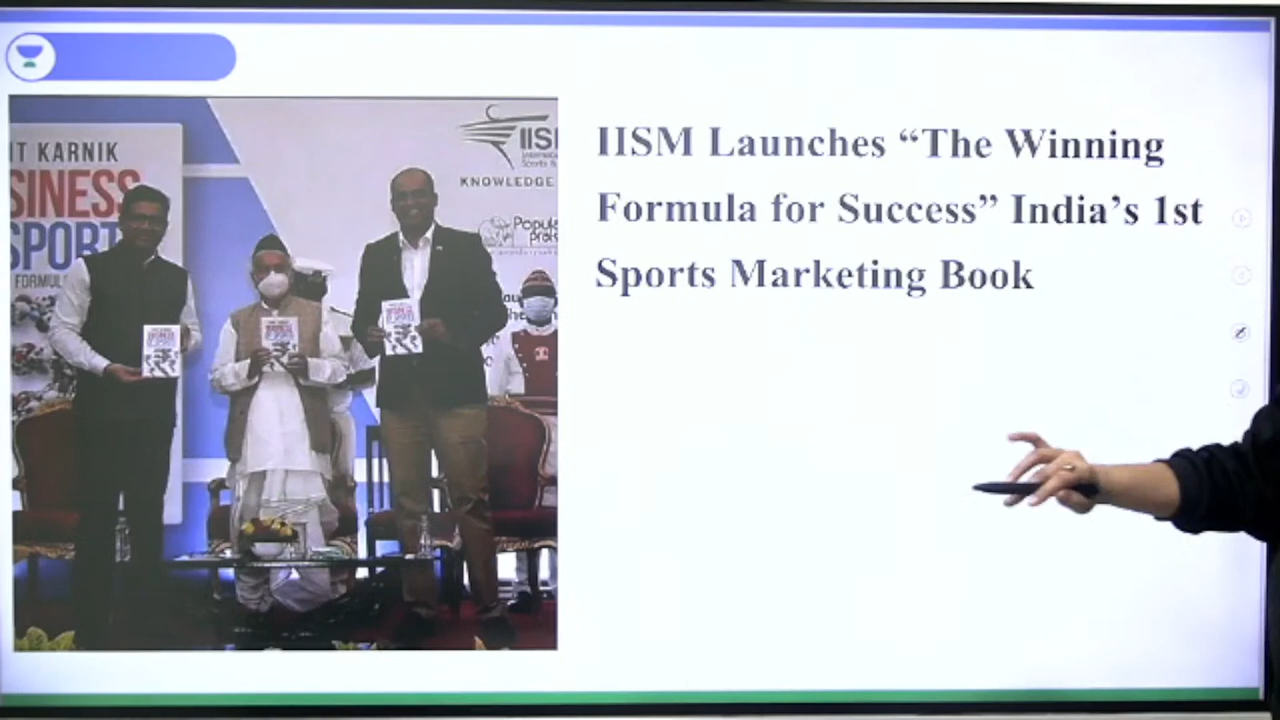 IISM Launches “The Winning
Formula for Success” India’s 1st
Sports Marketing Book
IT KARNIK
SINESS
SPORT
FORMUL
IISM
KNOWLEDGE
Popula